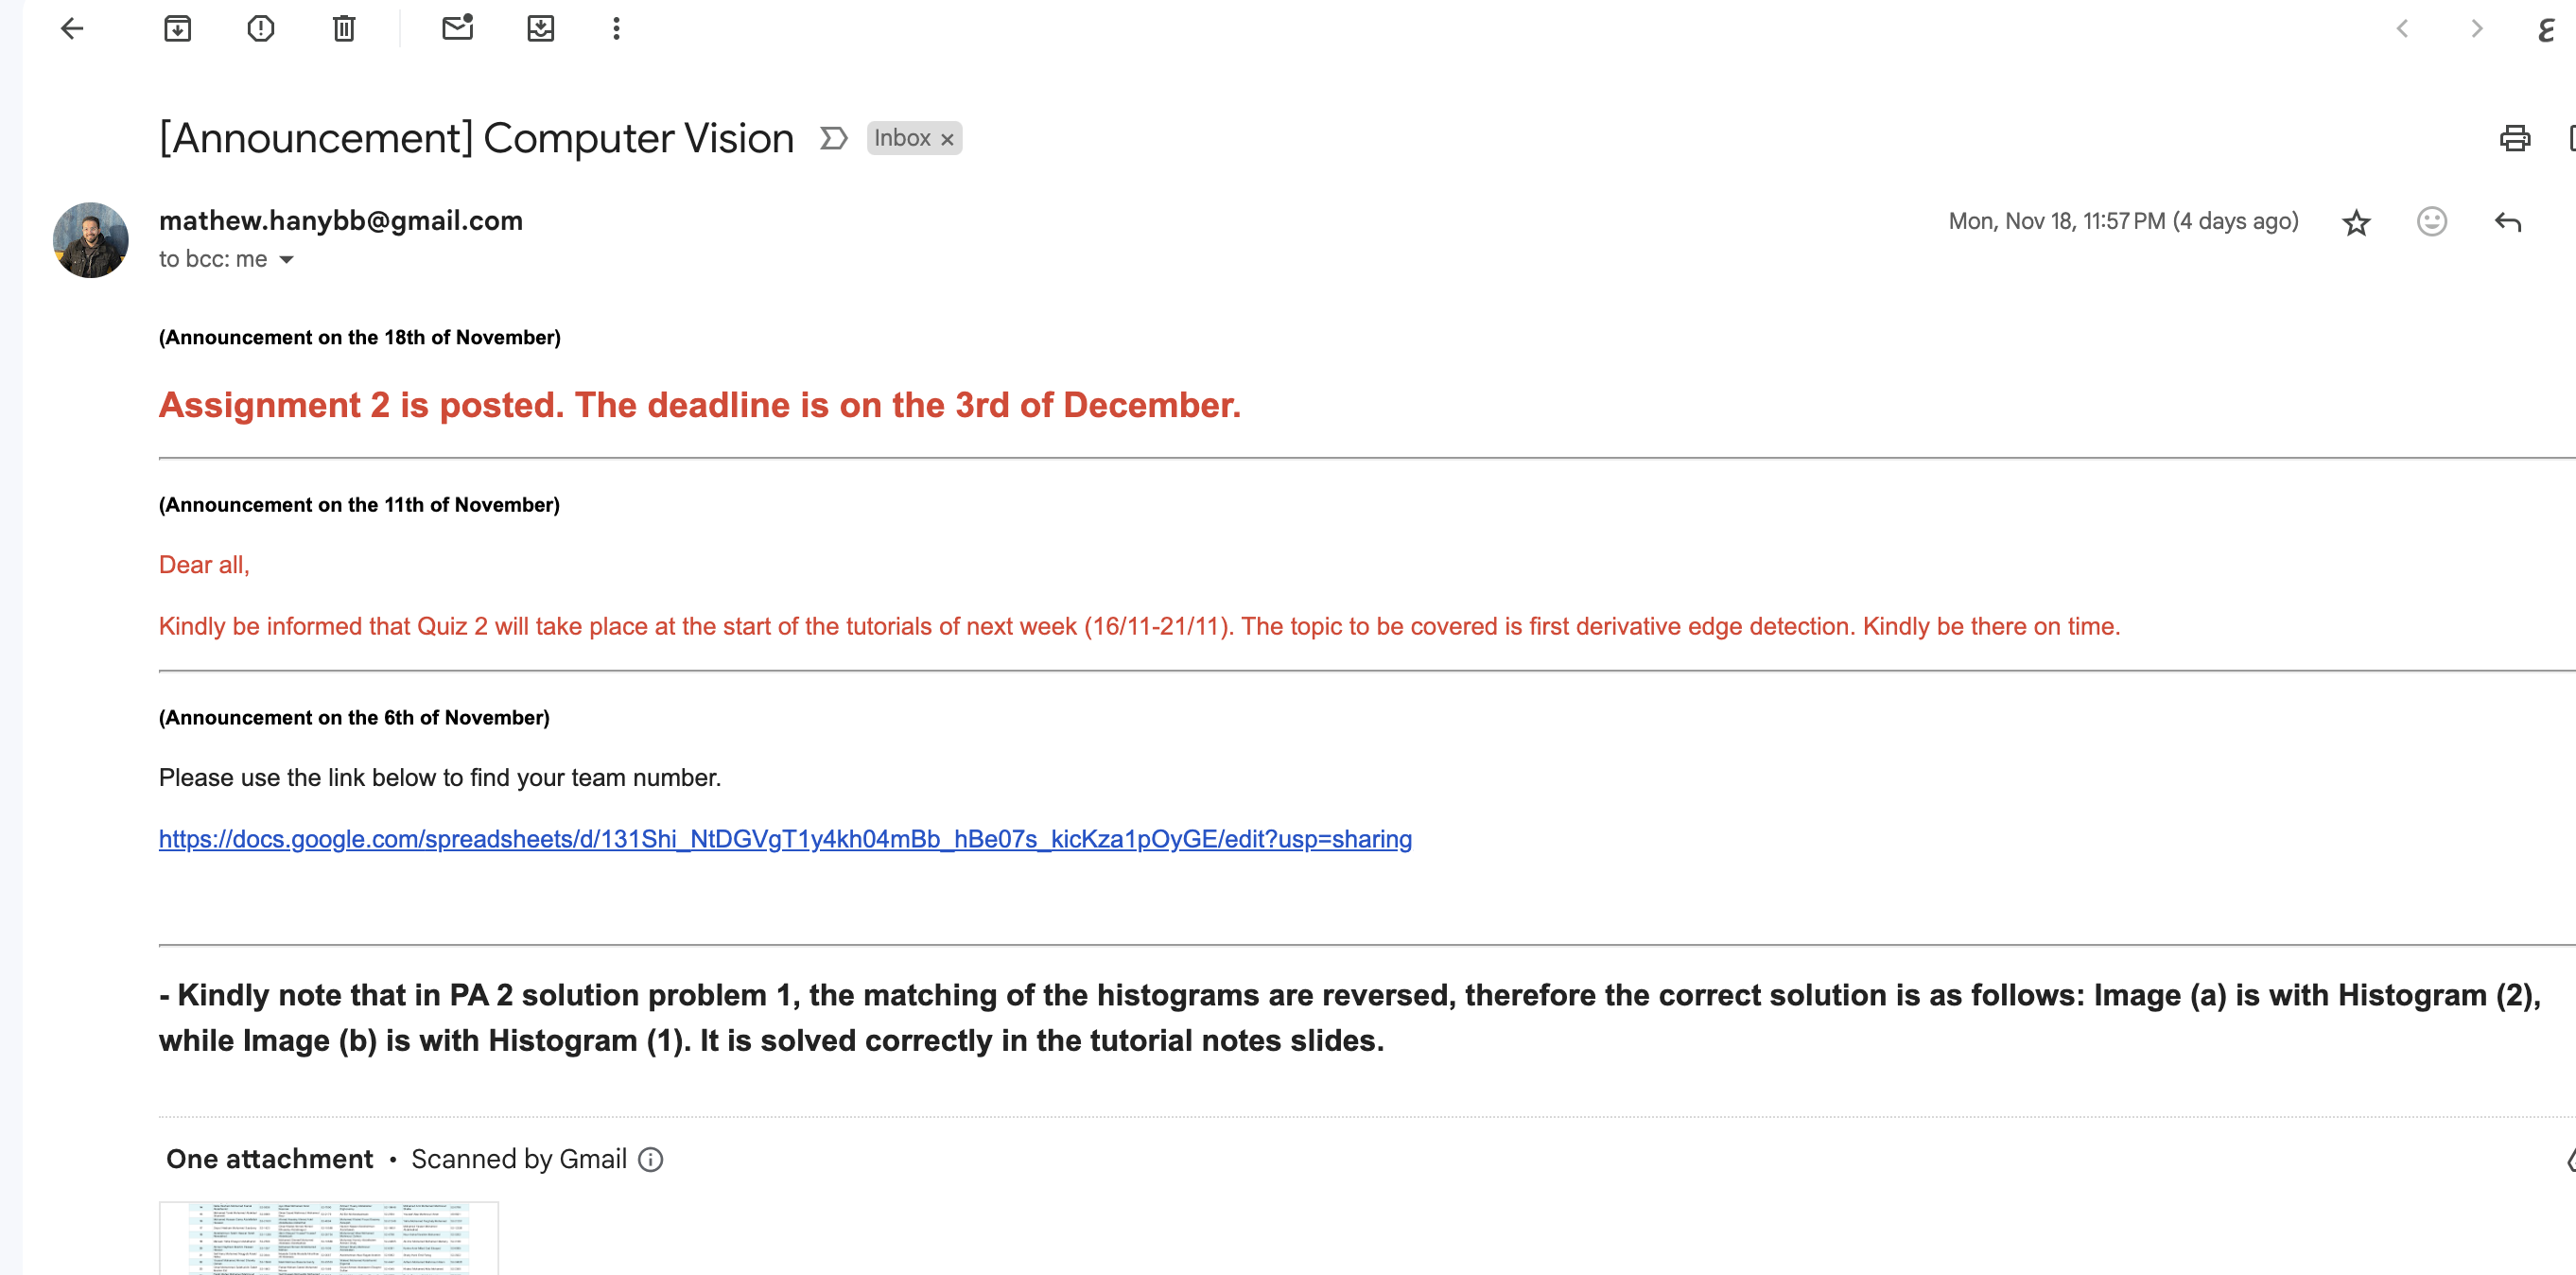 [Announcement] Computer Vision
Inbox ×
mathew.hanybb@gmail.com
Mon, Nov 18, 11:57 PM (4 days ago)
to bcc: me
(Announcement on the 18th of November)
Assignment 2 is posted. The deadline is on the 3rd of December.
(Announcement on the 11th of November)
Dear all,
Kindly be informed that Quiz 2 will take place at the start of the tutorials of next week (16/11-21/11). The topic to be covered is first derivative edge detection. Kindly be there on time.
(Announcement on the 6th of November)
Please use the link below to find your team number.
https://docs.google.com/spreadsheets/d/131Shi_NtDGVgT1y4kh04mBb_hBe07s_kicKza1pOyGE/edit?usp=sharing
- Kindly note that in PA 2 solution problem 1, the matching of the histograms are reversed, therefore the correct solution is as follows: Image (a) is with Histogram (2),
while Image (b) is with Histogram (1). It is solved correctly in the tutorial notes slides.
One attachment • Scanned by Gmail